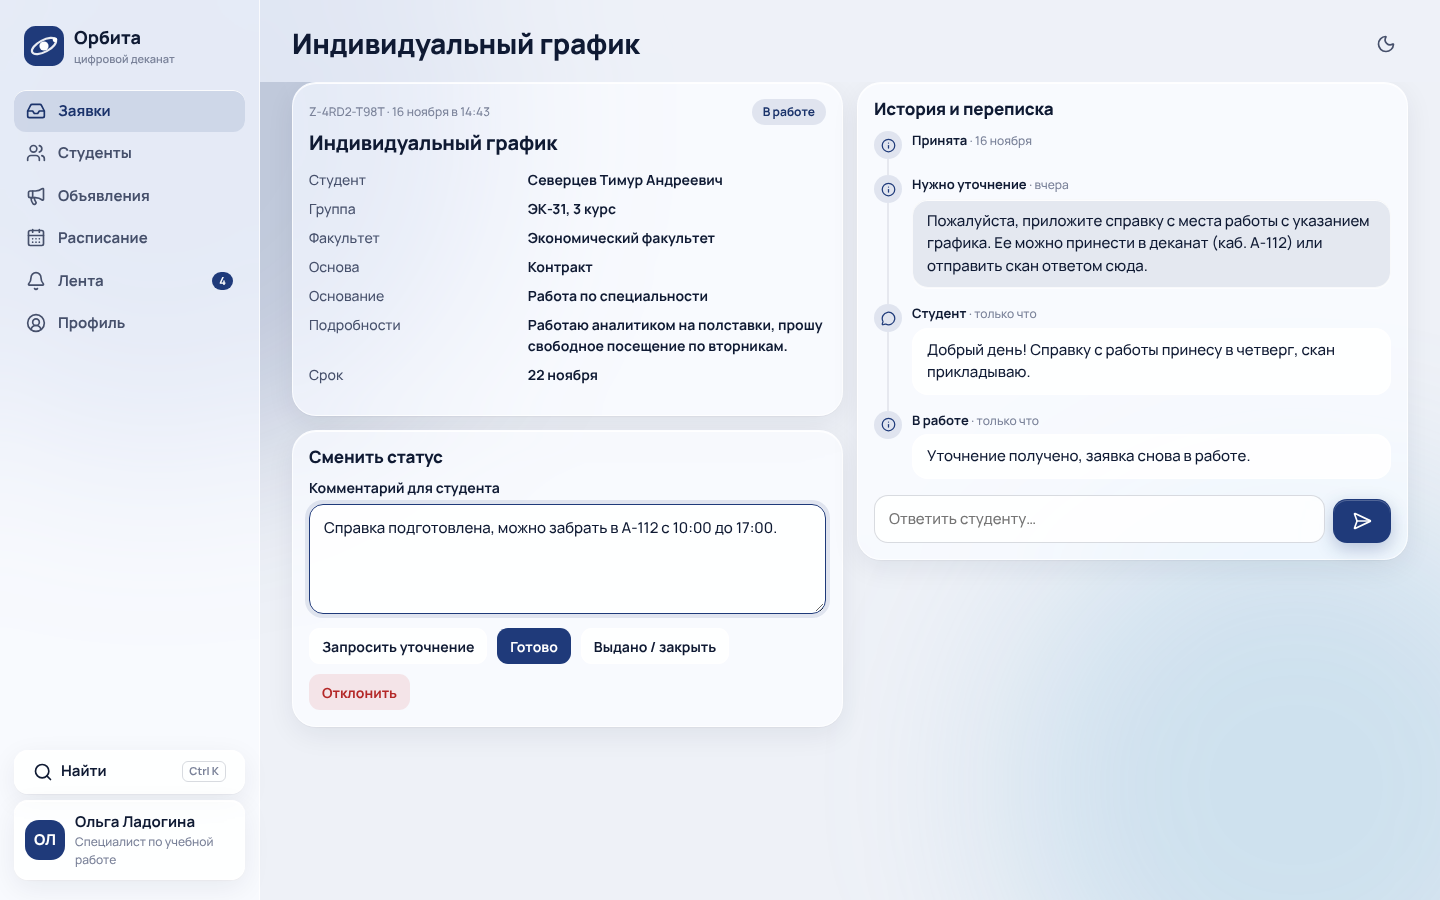 Орбита
цифровой деканат
Заявки
Студенты
Объявления
Расписание
Лента
4
Профиль
Найти
Ctrl K
ОЛ
Ольга Ладогина
Специалист по учебной
работе
Индивидуальный график
Z-4RD2-T98T · 16 ноября в 14:43
В работе
Индивидуальный график
Студент Северцев Тимур Андреевич
Группа ЭК-31, 3 курс
Факультет Экономический факультет
Основа Контракт
Основание Работа по специальности
Подробности Работаю аналитиком на полставки, прошу
свободное посещение по вторникам.
Срок 22 ноября
Сменить статус
Комментарий для студента
Справка подготовлена, можно забрать в А-112 с 10:00 до 17:00.
Запросить уточнение Готово Выдано / закрыть
Отклонить
История и переписка
Принята · 16 ноября
Нужно уточнение · вчера
Пожалуйста, приложите справку с места работы с указанием
графика. Ее можно принести в деканат (каб. А-112) или
отправить скан ответом сюда.
Студент · только что
Добрый день! Справку с работы принесу в четверг, скан
прикладываю.
В работе · только что
Уточнение получено, заявка снова в работе.
Ответить студенту…